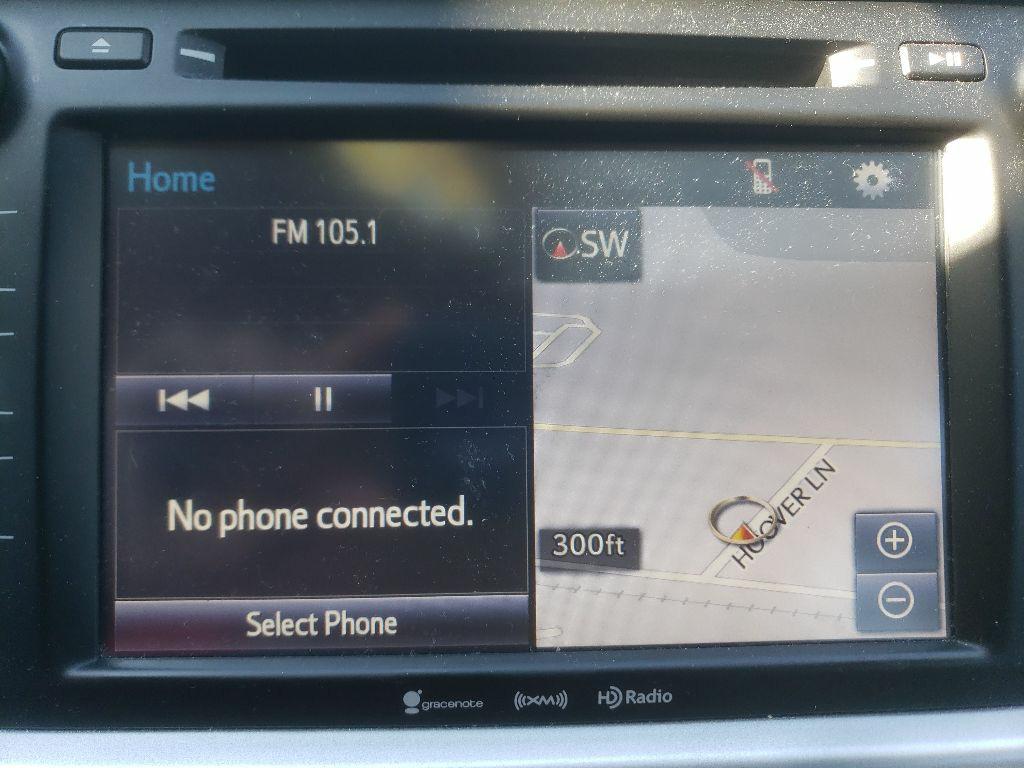 Home
FM 105.1
SW
No phone connected.
300ft
HOOVER LN
Select Phone
gracenote
((XM))
HD Radio